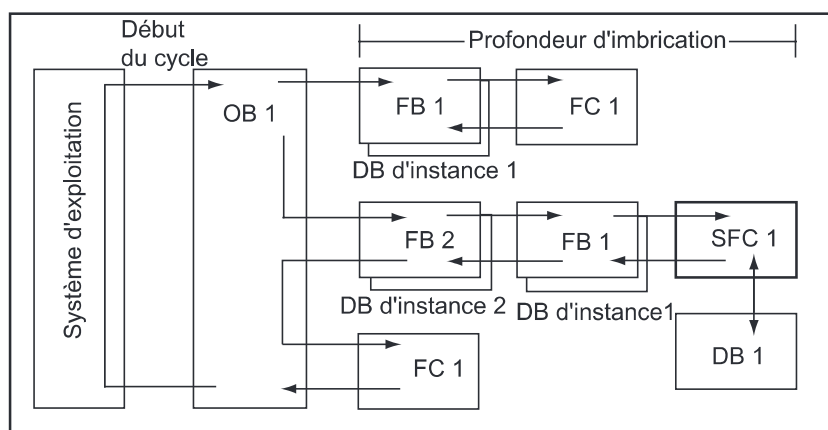 Début
du cycle
Profondeur d'imbrication
Système d'exploitation
OB 1
FB 1
FC 1
DB d'instance 1
FB 2
FB 1
SFC 1
DB d'instance 2
DB d'instance1
FC 1
DB 1